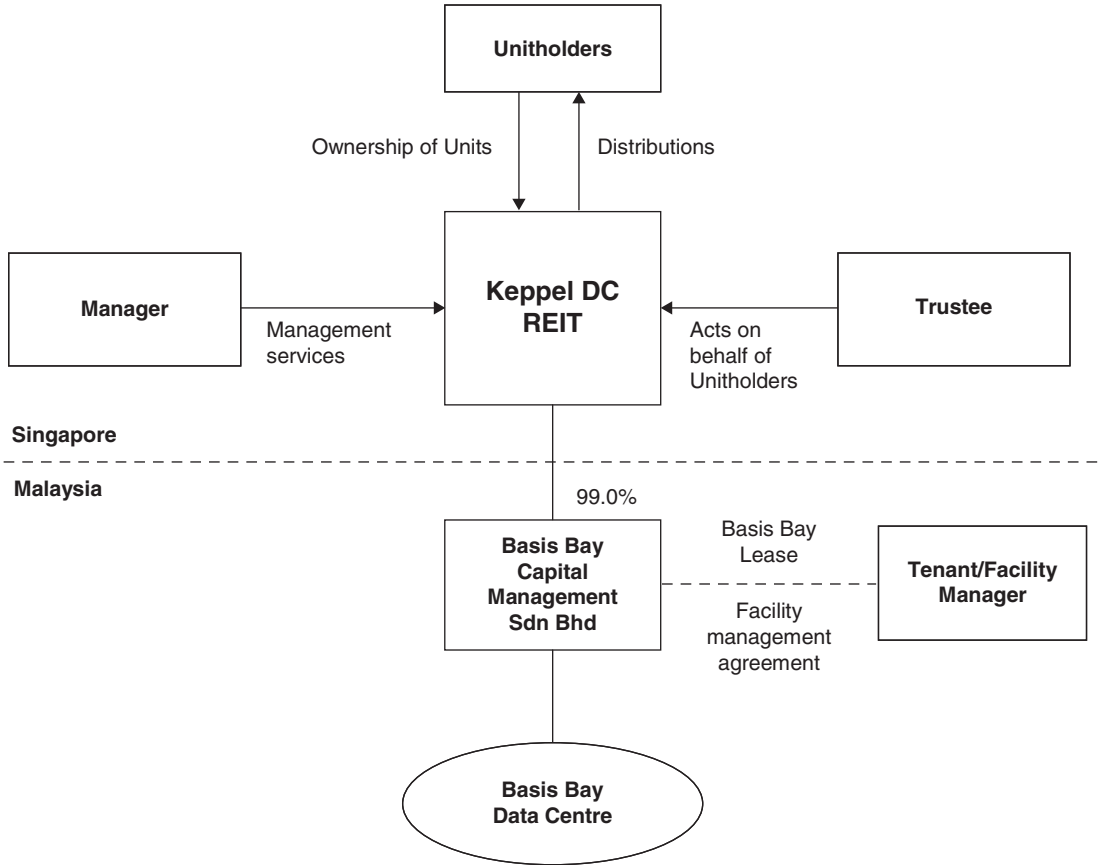 Unitholders
Ownership of Units
Distributions
Manager
Management
services
Keppel DC
REIT
Acts on
behalf of
Unitholders
Trustee
Singapore
Malaysia
99.0%
Basis Bay
Capital
Management
Sdn Bhd
Basis Bay
Lease
Facility
management
agreement
Tenant/Facility
Manager
Basis Bay
Data Centre